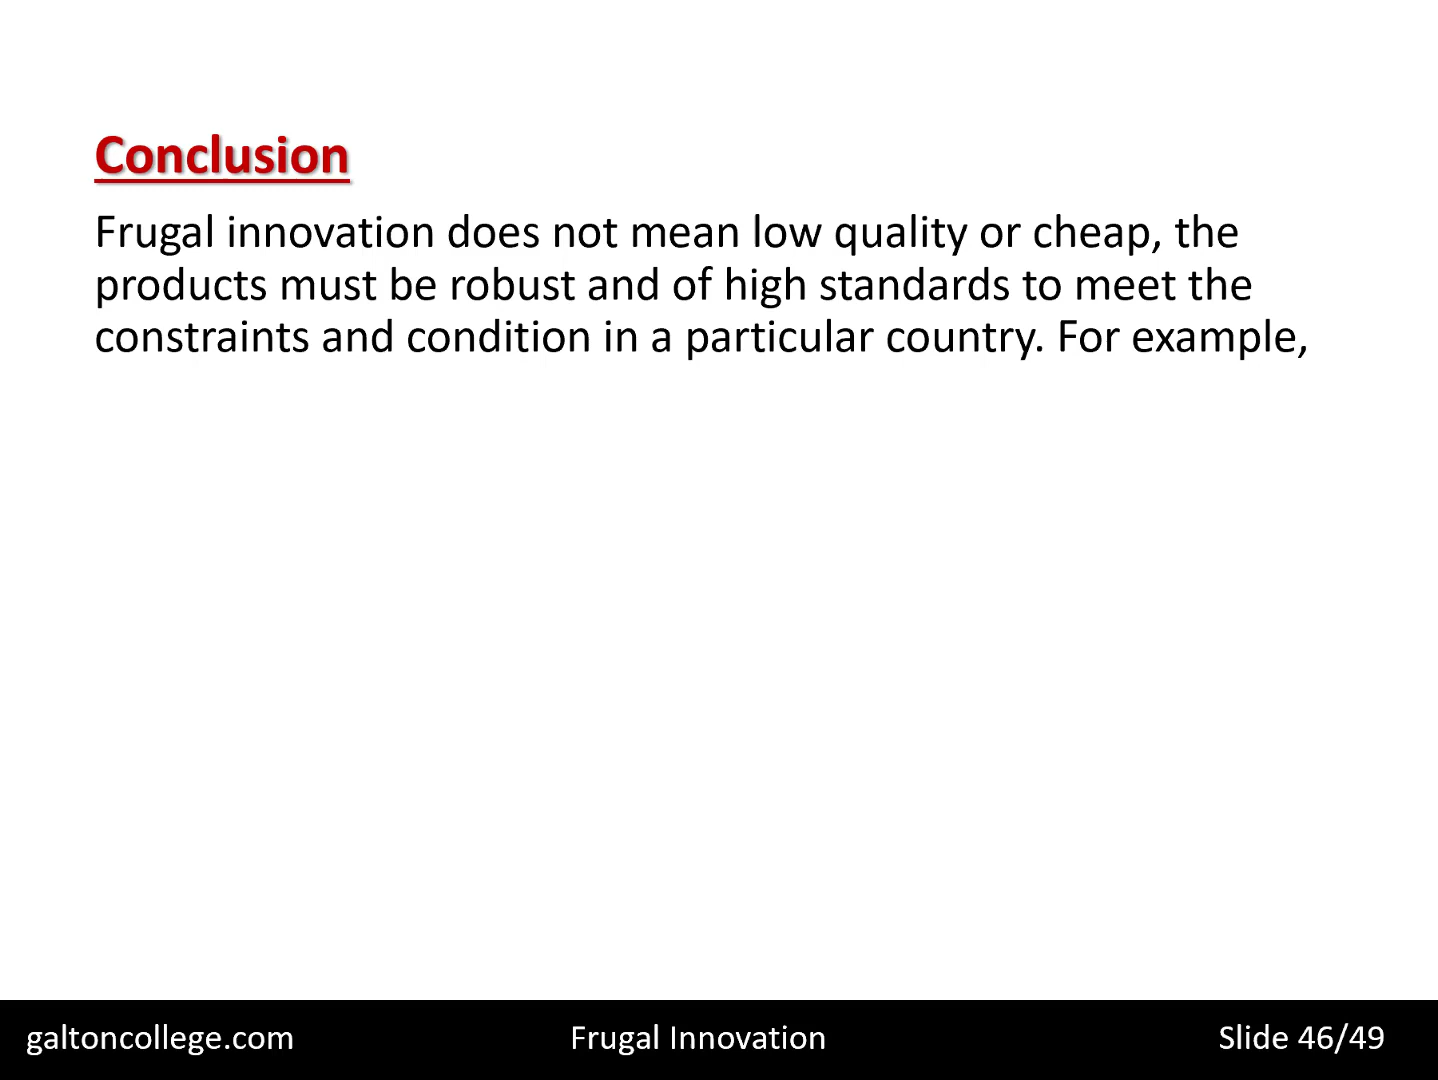 Conclusion
Frugal innovation does not mean low quality or cheap, the
products must be robust and of high standards to meet the
constraints and condition in a particular country. For example,
galtoncollege.com
Frugal Innovation
Slide 46/49